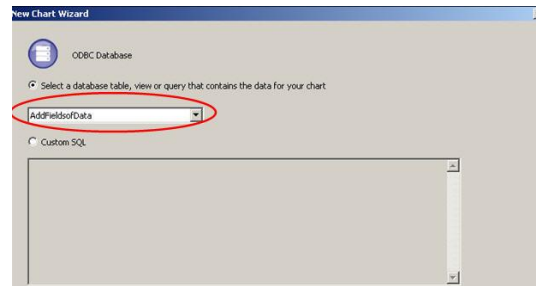 New Chart Wizard
ODBC Database
Select a database table, view or query that contains the data for your chart
AddFieldsofData
Custom SQL